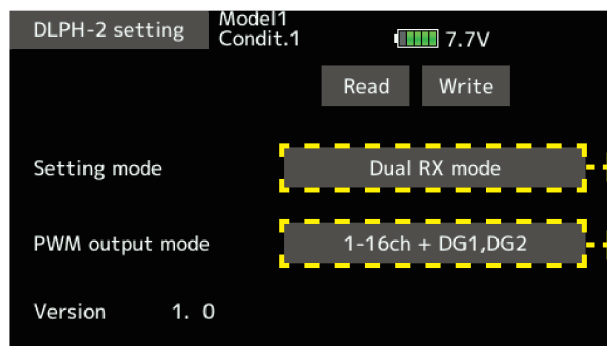 DLPH-2 setting
Model1
Condit.1
7.7V
Read
Write
Setting mode
Dual RX mode
PWM output mode
1-16ch + DG1,DG2
Version 1. 0